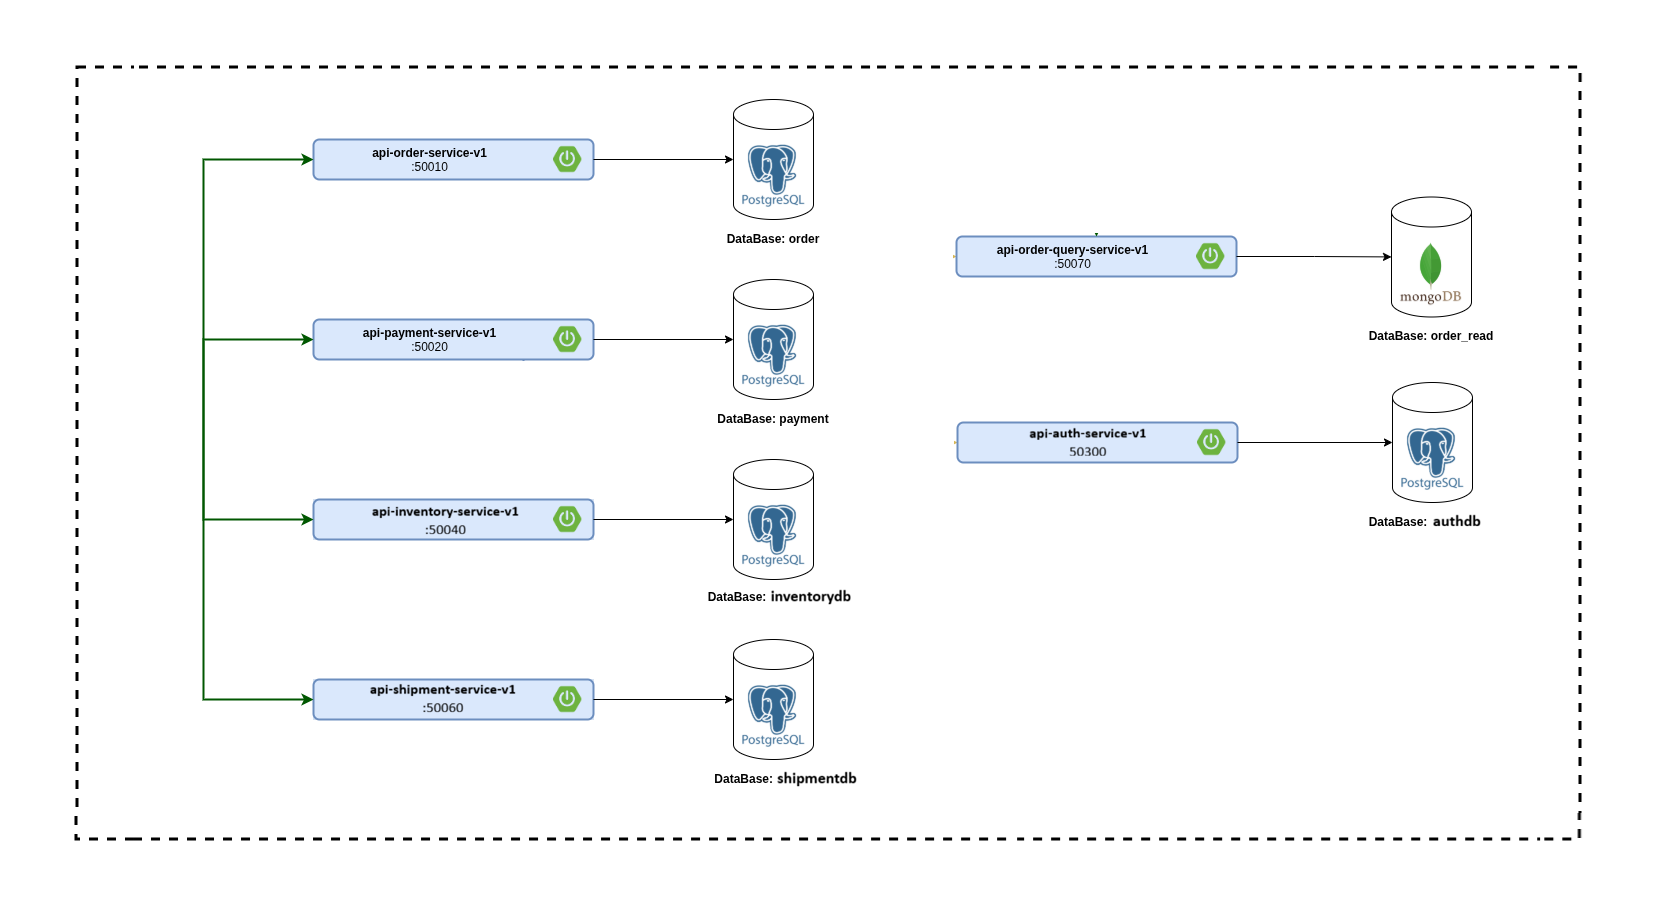 api-order-service-v1
:50010
PostgreSQL
DataBase: order
api-payment-service-v1
:50020
PostgreSQL
DataBase: payment
api-inventory-service-v1
:50040
PostgreSQL
DataBase: inventorydb
api-shipment-service-v1
:50060
PostgreSQL
DataBase: shipmentdb
api-order-query-service-v1
:50070
mongoDB
DataBase: order_read
api-auth-service-v1
50300
PostgreSQL
DataBase: authdb